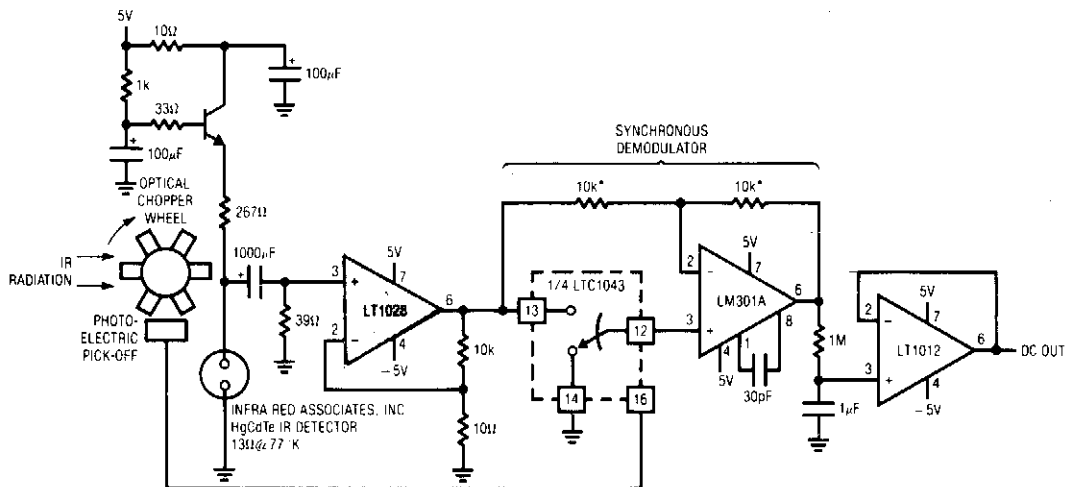 5V
10Ω
1k
33Ω
+
100μF
+
100μF
267Ω
OPTICAL
CHOPPER
WHEEL
IR
RADIATION
PHOTO-
ELECTRIC
PICK-OFF
1000μF
+
39Ω
INFRA RED ASSOCIATES, INC
HgCdTe IR DETECTOR
5V
3
+
7
LT1028
6
2
−
4
−5V
10k
10Ω
SYNCHRONOUS
DEMODULATOR
10k*
10k*
1/4 LTC1043
13
12
14
16
5V
2
−
7
LM301A
6
3
+
8
4
1
5V
30pF
1M
1μF
5V
2
−
7
LT1012
6
3
+
4
−5V
DC OUT